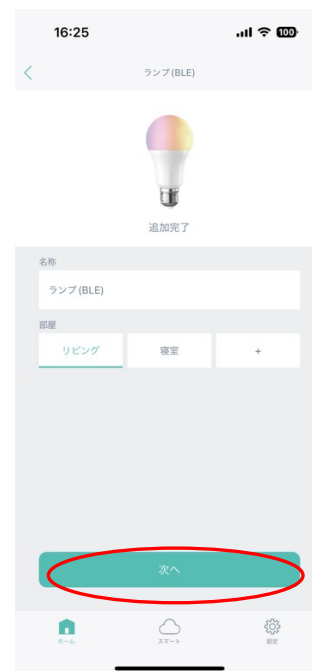 16:25
100
ランプ(BLE)
追加完了
名称
ランプ(BLE)
部屋
リビング 寝室 +
次へ
ホーム スマート 設定